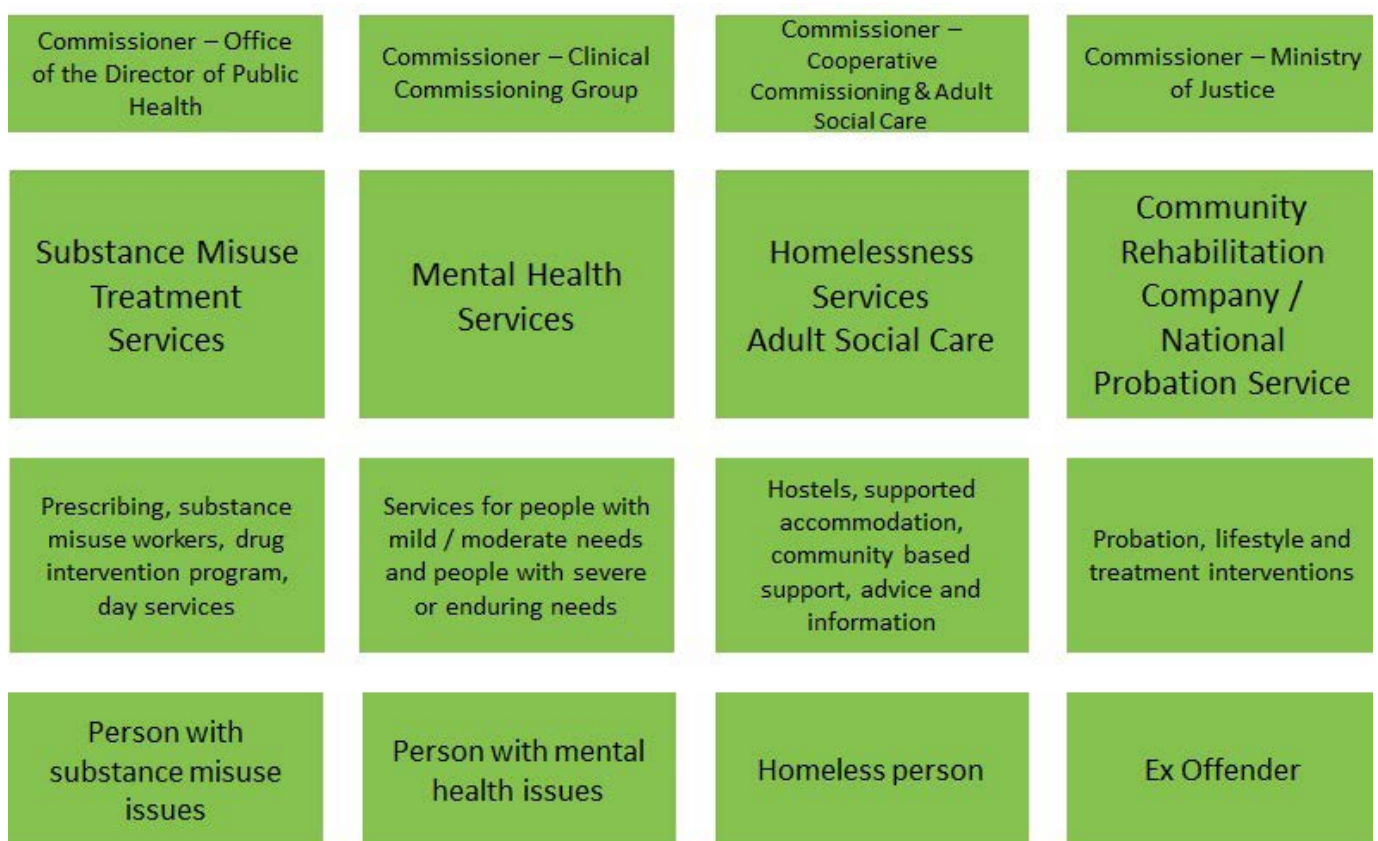 Commissioner – Office
of the Director of Public
Health
Commissioner – Clinical
Commissioning Group
Commissioner –
Cooperative
Commissioning & Adult
Social Care
Commissioner – Ministry
of Justice
Substance Misuse
Treatment
Services
Mental Health
Services
Homelessness
Services
Adult Social Care
Community
Rehabilitation
Company /
National
Probation Service
Prescribing, substance
misuse workers, drug
intervention program,
day services
Services for people with
mild / moderate needs
and people with severe
or enduring needs
Hostels, supported
accommodation,
community based
support, advice and
information
Probation, lifestyle and
treatment interventions
Person with
substance misuse
issues
Person with mental
health issues
Homeless person
Ex Offender